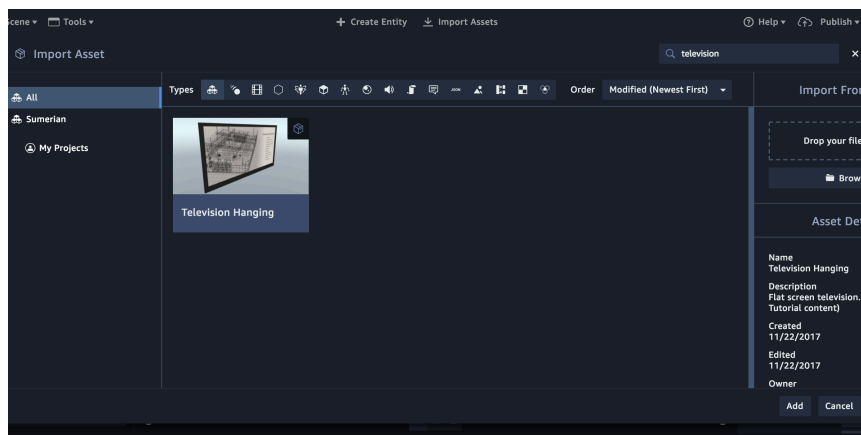 Scene Tools
Create Entity Import Assets
Help Publish
Import Asset
television
All
Sumerian
My Projects
Types
JSON
Order Modified (Newest First)
Television Hanging
Import Fro
Drop your file
Brow
Asset De
Name
Television Hanging
Description
Flat screen television.
Tutorial content)
Created
11/22/2017
Edited
11/22/2017
Owner
Add Cancel